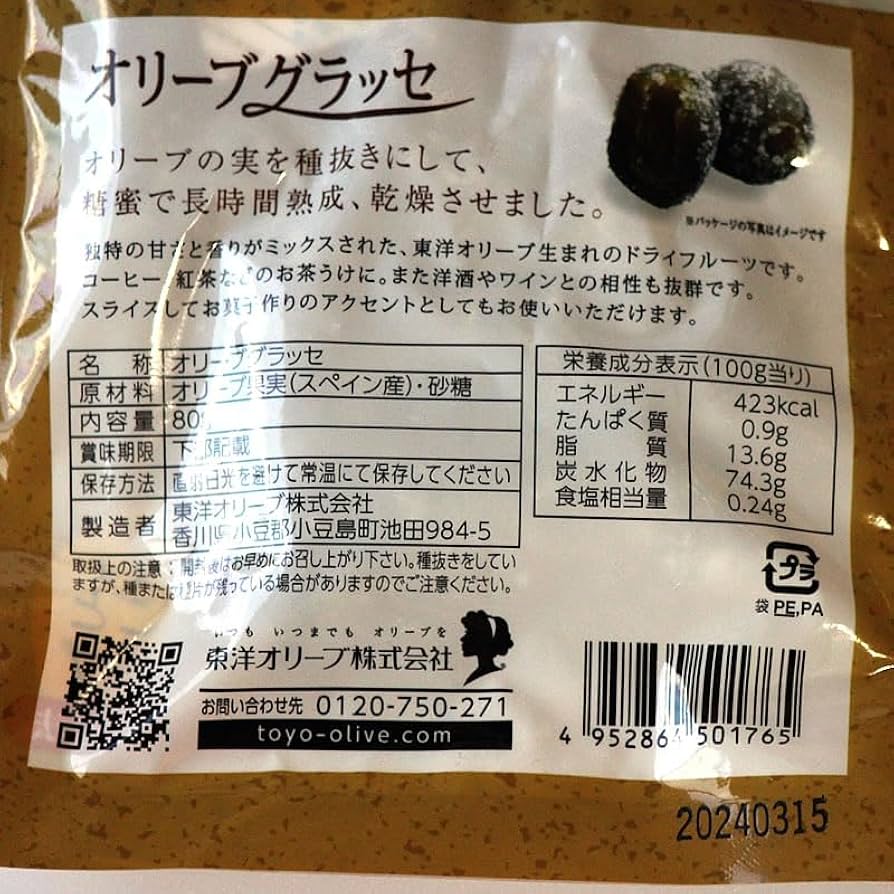 オリーブグラッセ
オリーブの実を種抜きにして、
糖蜜で長時間熟成、乾燥させました。
※パッケージの写真はイメージです
独特の甘さと香りがミックスされた、東洋オリーブ生まれのドライフルーツです。
コーヒー 紅茶などのお茶うけに。また洋酒やワインとの相性も抜群です。
スライスしてお菓子作りのアクセントとしてもお使いいただけます。
名 称 オリーブグラッセ
原材料 オリーブ果実(スペイン産)・砂糖
内容量 80g
賞味期限 下部記載
保存方法 直射日光を避けて常温にて保存してください
製造者 東洋オリーブ株式会社
香川県小豆郡小豆島町池田984-5
取扱上の注意:開封後はお早めにお召し上がり下さい。種抜きをしてい
ますが、種または種片が残っている場合がありますのでご注意ください。
栄養成分表示(100g当り)
エネルギー 423kcal
たんぱく質 0.9g
脂 質 13.6g
炭水化物 74.3g
食塩相当量 0.24g
プラ
袋 PE,PA
いつも いつまでも オリーブを
東洋オリーブ株式会社
お問い合わせ先 0120-750-271
toyo-olive.com
4 952864 501765
20240315